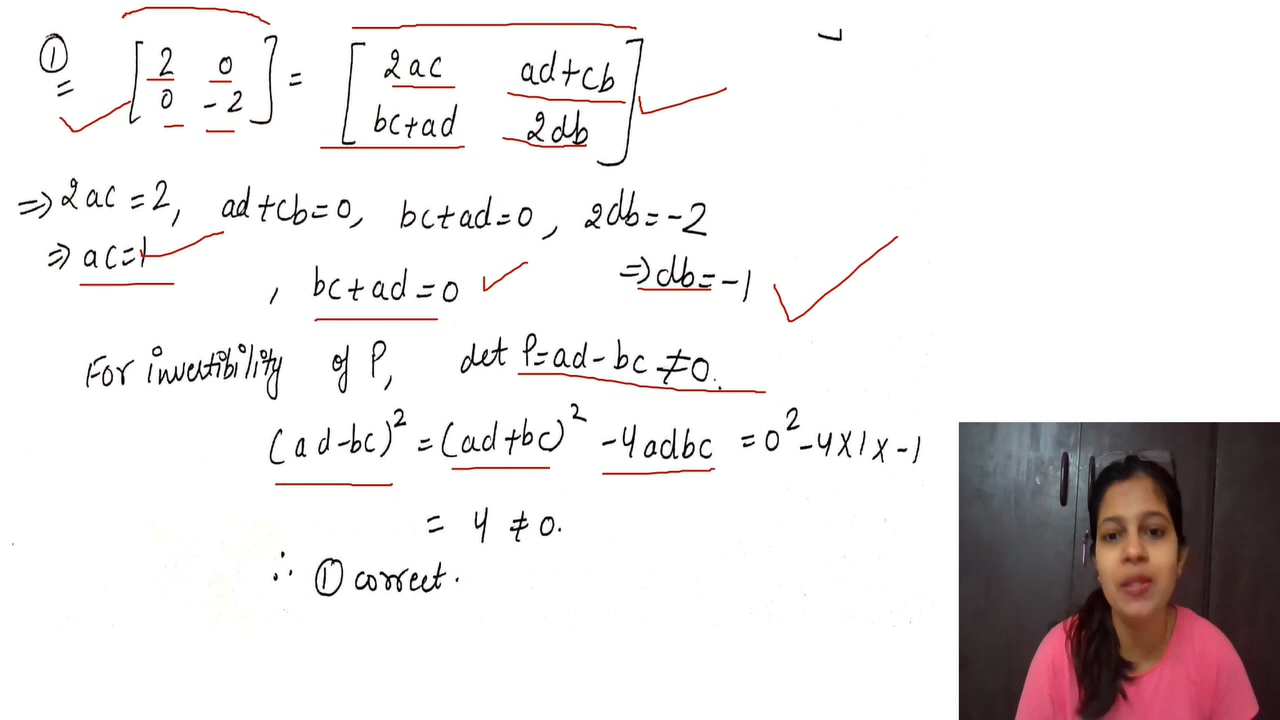 ① [ 2 0 ] = [ 2ac ad+cb ]
= [ 0 -2 ] [ bc+ad 2db ]
⇒ 2ac = 2, ad+cb=0, bc+ad=0, 2db=-2
⇒ ac=1 ⇒ db=-1
, bc+ad=0
For invertibility of P, det P=ad-bc ≠0.
(ad-bc)² = (ad+bc)² -4adbc = 0²-4×1×-1
= 4 ≠ 0.
∴ ① correct.